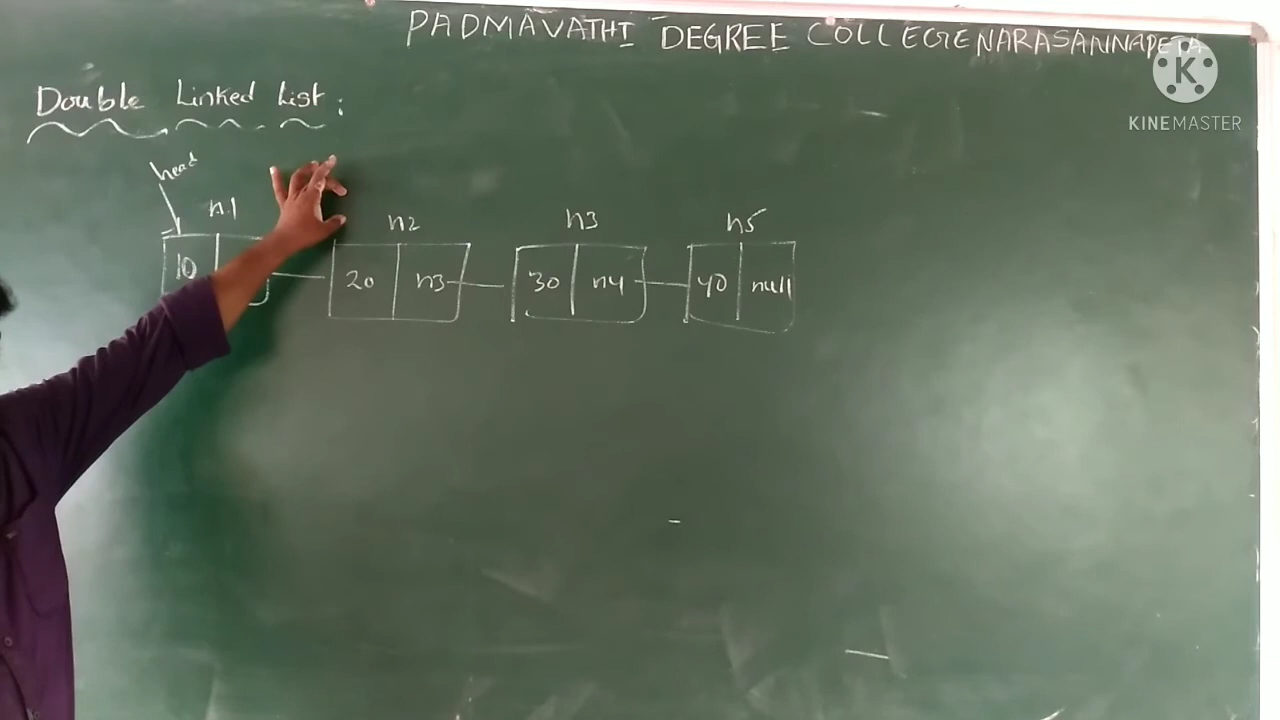 PADMAVATHI DEGREE COLLEGE NARASANNAPETA
KINEMASTER
Double Linked List:
head
n1 n2 n3 n5
10 20 n3 30 n4 40 null